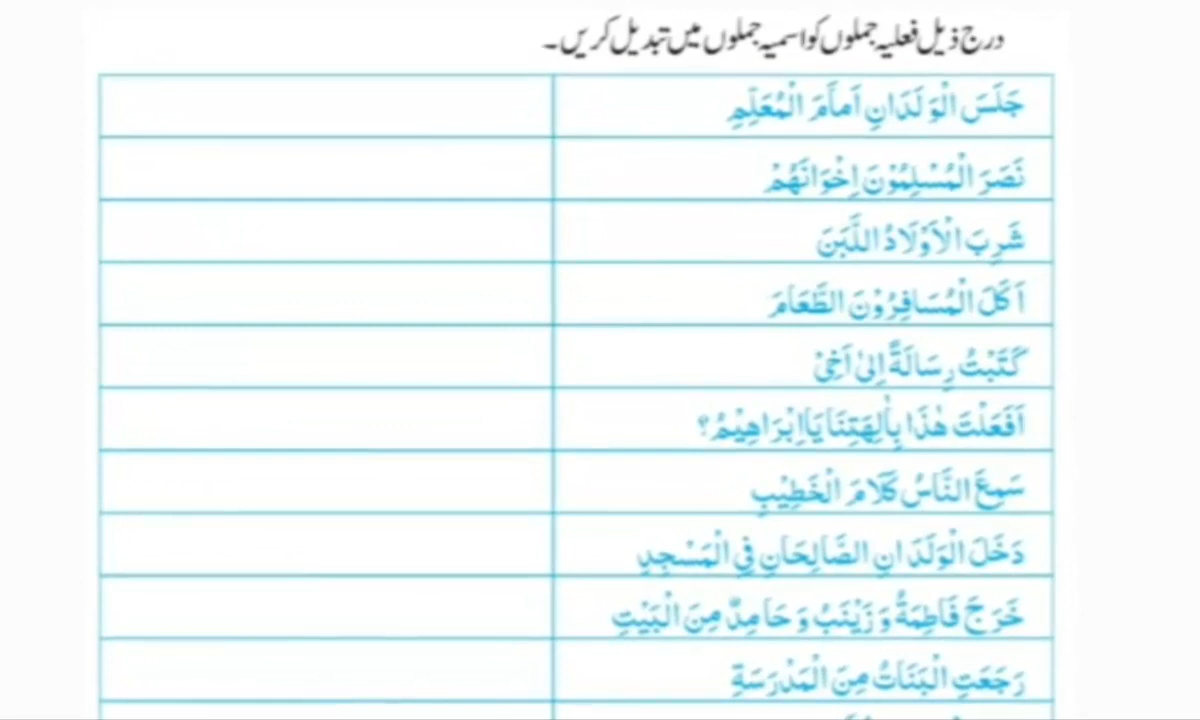 درج ذیل فعلیہ جملوں کو اسمیہ جملوں میں تبدیل کریں۔
جَلَسَ الْوَلَدَانِ اَمَامَ الْمُعَلِّمِ
نَصَرَ الْمُسْلِمُوْنَ اِخْوَانَهُمْ
شَرِبَ الْاَوْلَادُ اللَّبَنَ
اَكَلَ الْمُسَافِرُوْنَ الطَّعَامَ
كَتَبْتُ رِسَالَةً اِلىٰ اَخِىْ
اَفَعَلْتَ هٰذَا بِاٰلِهَتِنَا يَا اِبْرَاهِيْمُ؟
سَمِعَ النَّاسُ كَلَامَ الْخَطِيْبِ
دَخَلَ الْوَلَدَانِ الصَّالِحَانِ فِى الْمَسْجِدِ
خَرَجَ فَاطِمَةُ وَ زَيْنَبُ وَ حَامِدٌ مِنَ الْبَيْتِ
رَجَعَتِ الْبَنَاتُ مِنَ الْمَدْرَسَةِ